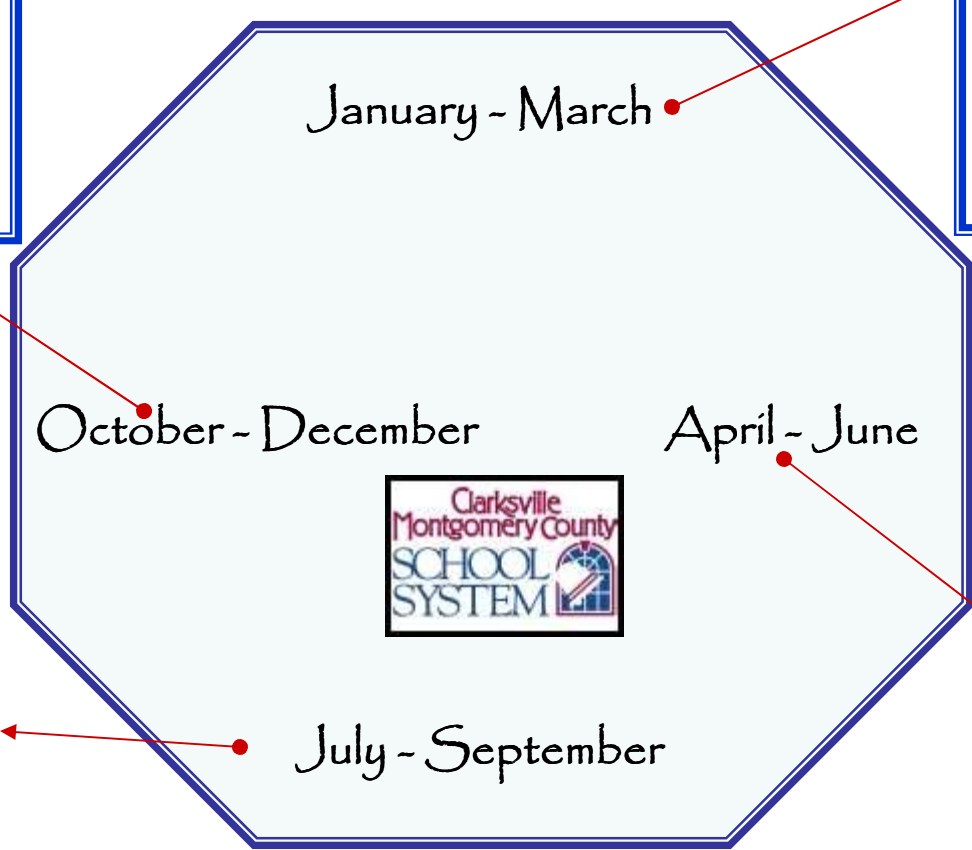 January - March
October - December
April - June
Clarksville
Montgomery County
SCHOOL
SYSTEM
July - September